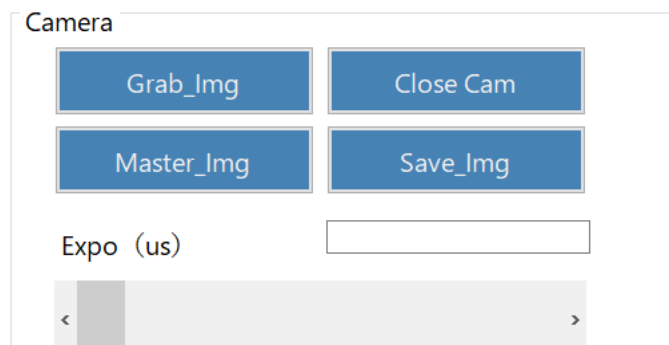 Camera
Grab_Img
Close Cam
Master_Img
Save_Img
Expo（us）